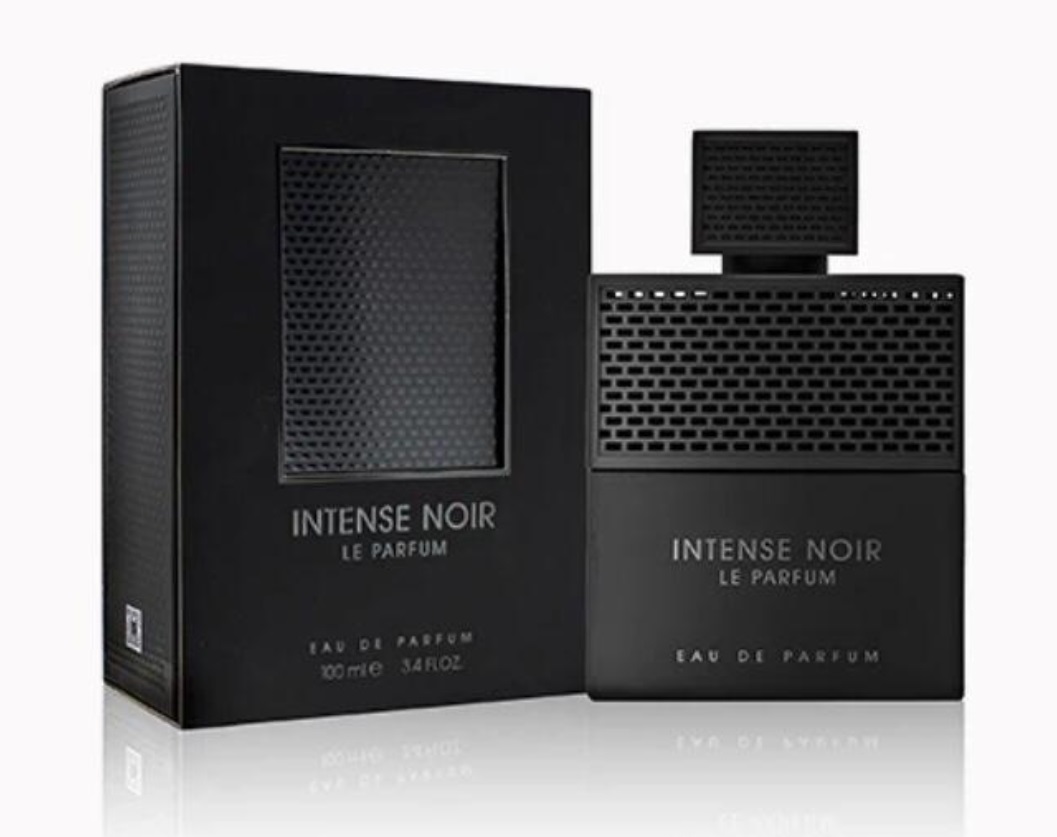 INTENSE NOIR
LE PARFUM
EAU DE PARFUM
100 ml e 3.4 FL.OZ.
INTENSE NOIR
LE PARFUM
EAU DE PARFUM